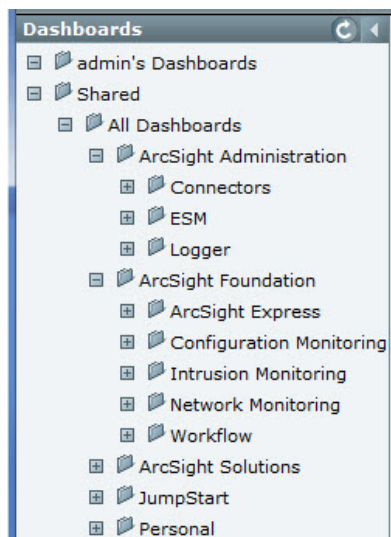 Dashboards
admin's Dashboards
Shared
All Dashboards
ArcSight Administration
Connectors
ESM
Logger
ArcSight Foundation
ArcSight Express
Configuration Monitoring
Intrusion Monitoring
Network Monitoring
Workflow
ArcSight Solutions
JumpStart
Personal